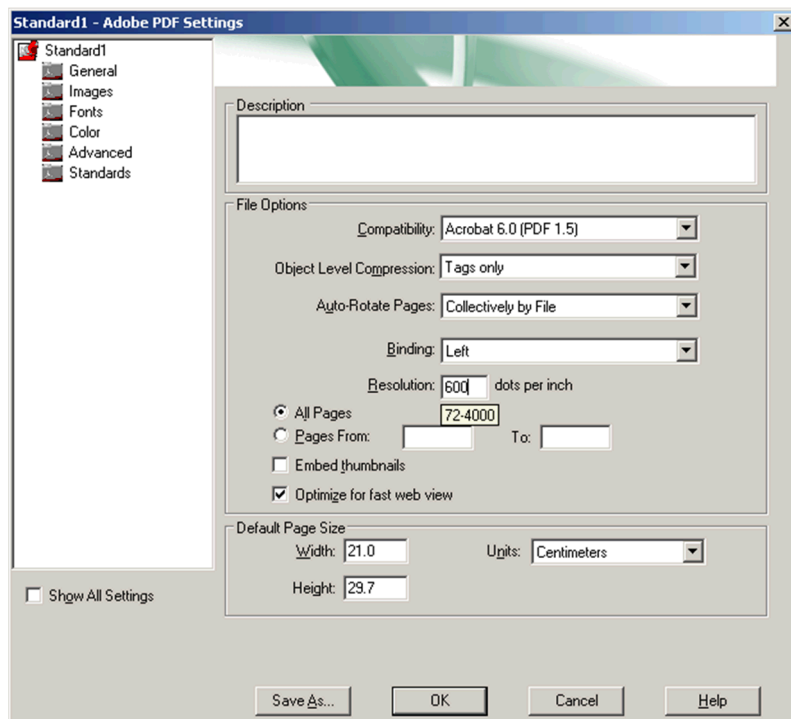 Standard1 - Adobe PDF Settings
Standard1
General
Images
Fonts
Color
Advanced
Standards
Show All Settings
Description
File Options
Compatibility: Acrobat 6.0 (PDF 1.5)
Object Level Compression: Tags only
Auto-Rotate Pages: Collectively by File
Binding: Left
Resolution: 600 dots per inch
All Pages 72-4000
Pages From: To:
Embed thumbnails
Optimize for fast web view
Default Page Size
Width: 21.0 Units: Centimeters
Height: 29.7
Save As... OK Cancel Help